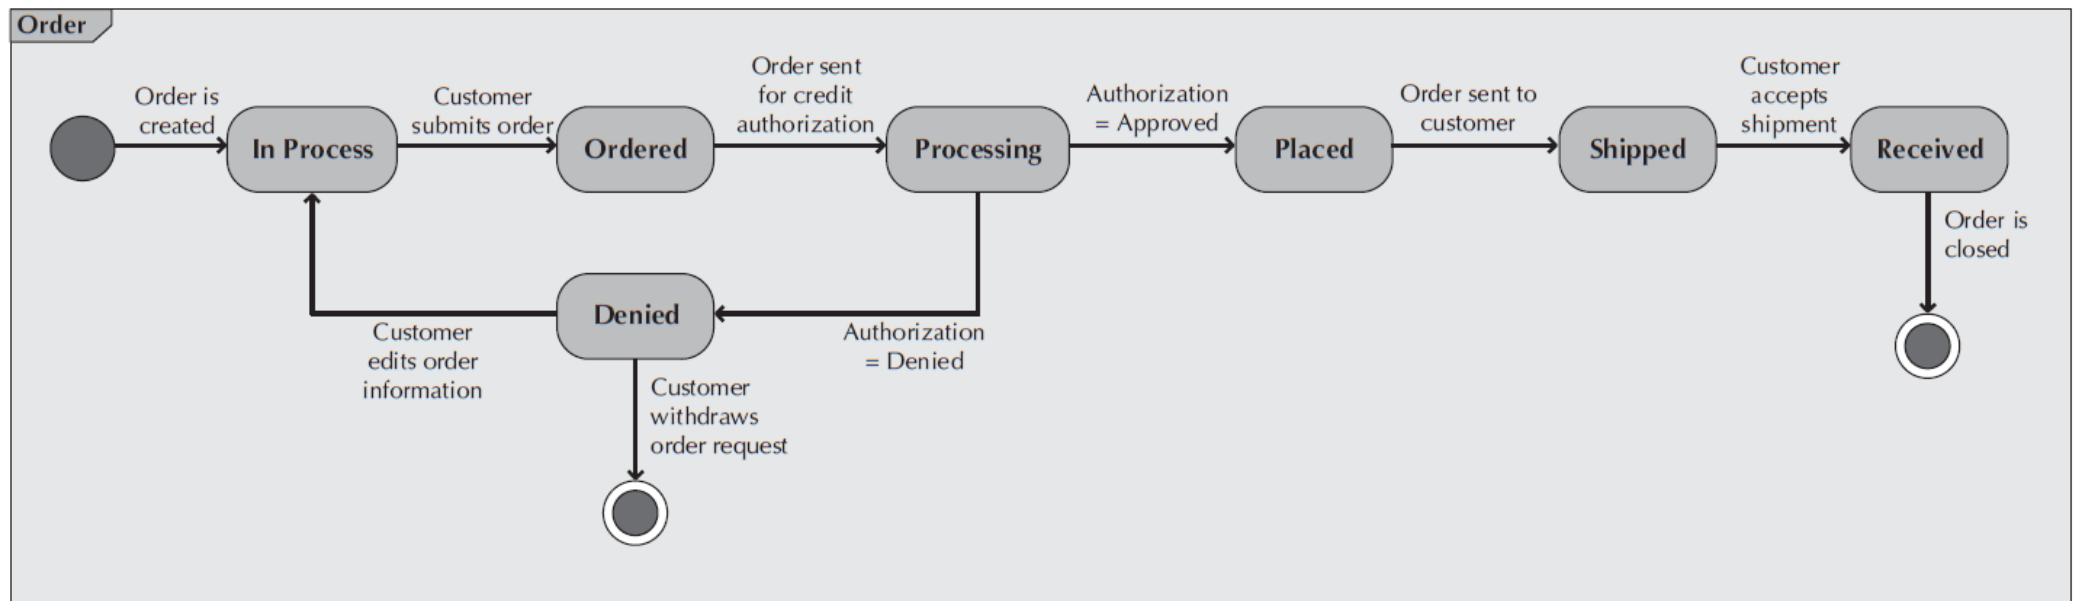 Order
Order is
created
In Process
Customer
submits order
Ordered
Order sent
for credit
authorization
Processing
Authorization
= Approved
Placed
Order sent to
customer
Shipped
Customer
accepts
shipment
Received
Order is
closed
Authorization
= Denied
Denied
Customer
edits order
information
Customer
withdraws
order request